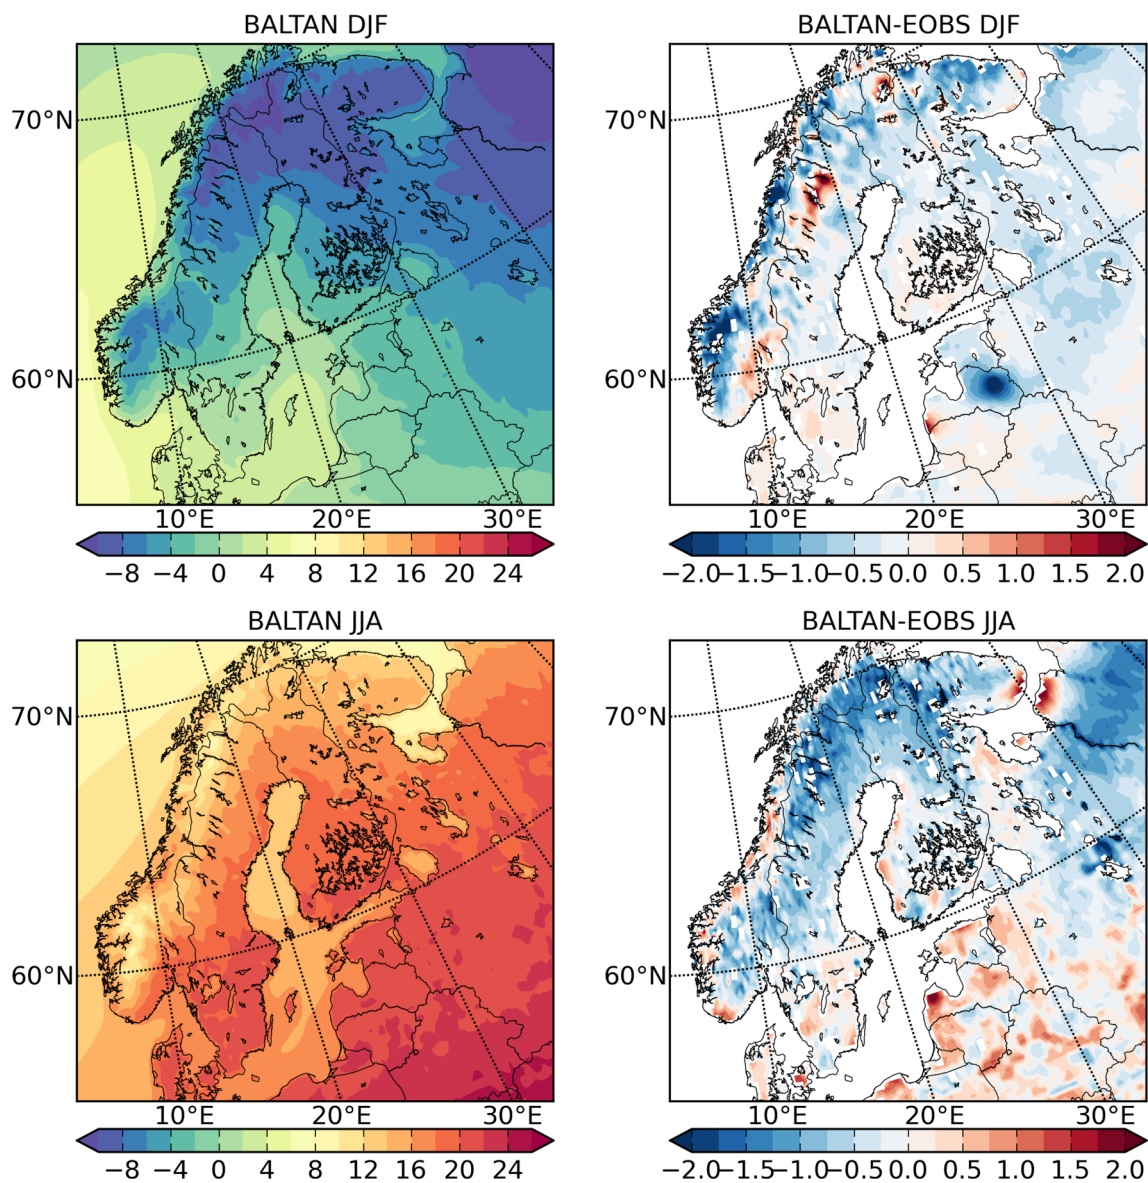 BALTAN DJF
BALTAN-EOBS DJF
70°N
60°N
10°E 20°E 30°E
−8 −4 0 4 8 12 16 20 24
70°N
60°N
10°E 20°E 30°E
−2.0 −1.5 −1.0 −0.5 0.0 0.5 1.0 1.5 2.0
BALTAN JJA
BALTAN-EOBS JJA
70°N
60°N
10°E 20°E 30°E
−8 −4 0 4 8 12 16 20 24
70°N
60°N
10°E 20°E 30°E
−2.0 −1.5 −1.0 −0.5 0.0 0.5 1.0 1.5 2.0